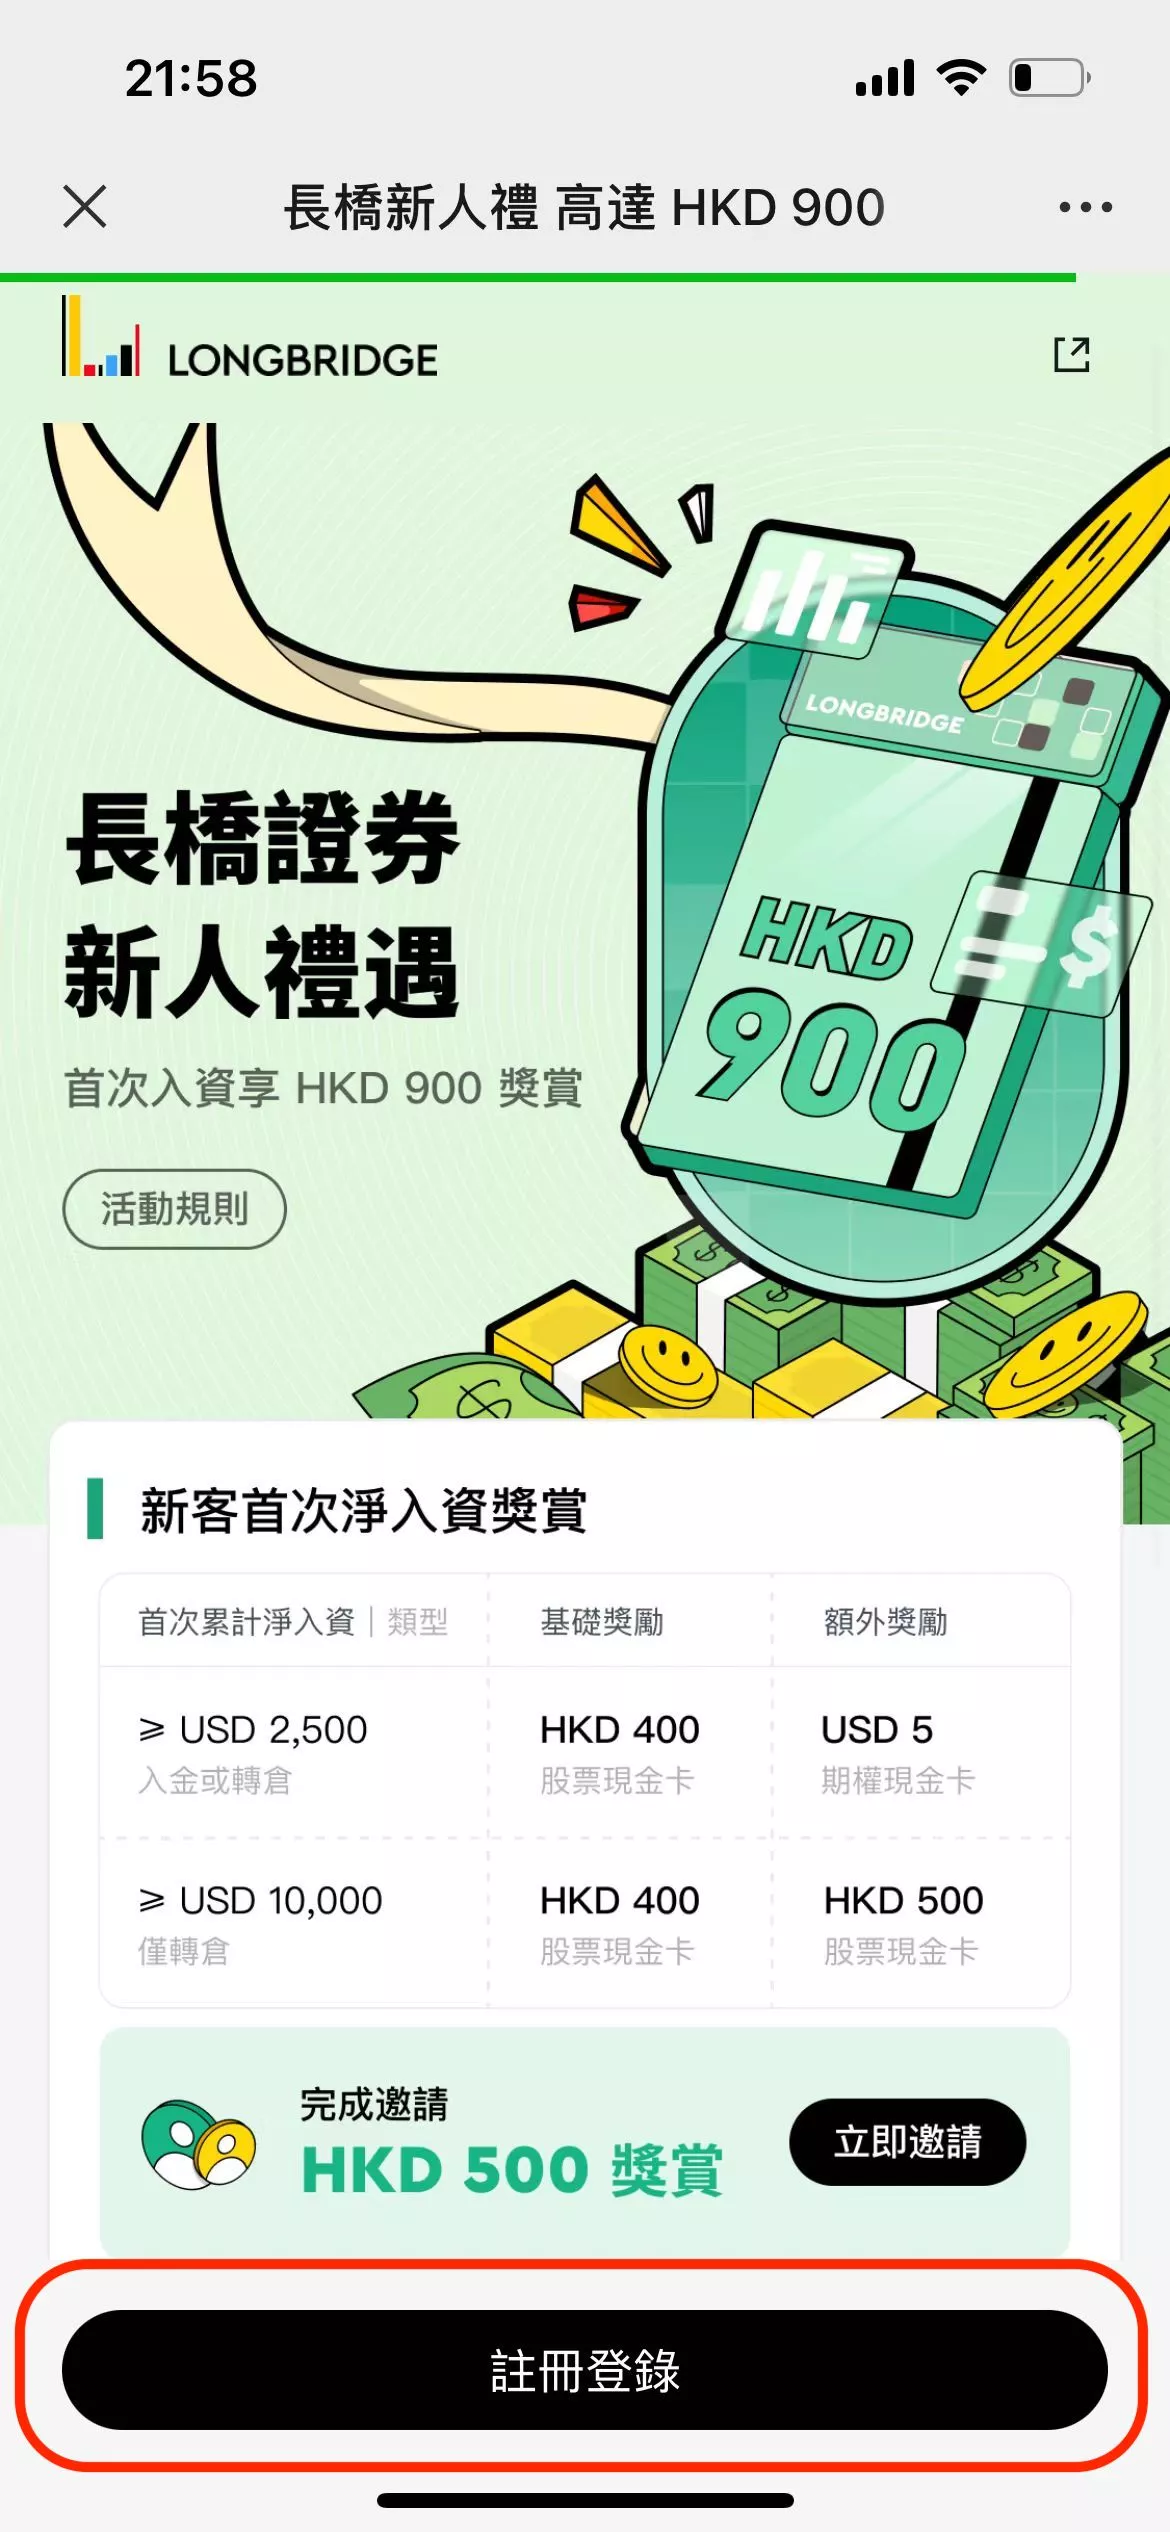 21:58
長橋新人禮 高達 HKD 900
LONGBRIDGE
LONGBRIDGE
HKD
900
$
長橋證券
新人禮遇
首次入資享 HKD 900 獎賞
活動規則
新客首次淨入資獎賞
首次累計淨入資｜類型 基礎獎勵 額外獎勵
⩾ USD 2,500 HKD 400 USD 5
入金或轉倉 股票現金卡 期權現金卡
⩾ USD 10,000 HKD 400 HKD 500
僅轉倉 股票現金卡 股票現金卡
完成邀請
HKD 500 獎賞
立即邀請
註冊登錄